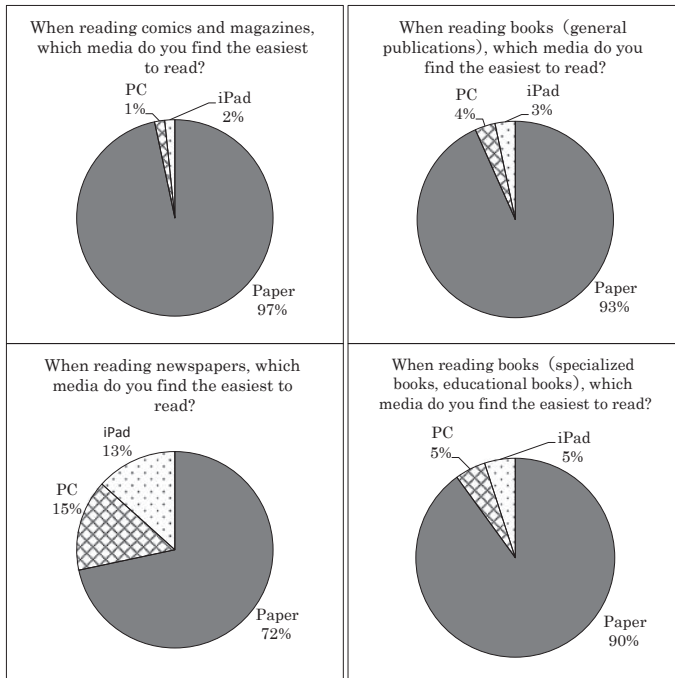 When reading comics and magazines,
which media do you find the easiest
to read?
PC
1%
iPad
2%
Paper
97%
When reading books（general
publications), which media do you
find the easiest to read?
PC
4%
iPad
3%
Paper
93%
When reading newspapers, which
media do you find the easiest to
read?
iPad
13%
PC
15%
Paper
72%
When reading books（specialized
books, educational books), which
media do you find the easiest to read?
PC
5%
iPad
5%
Paper
90%